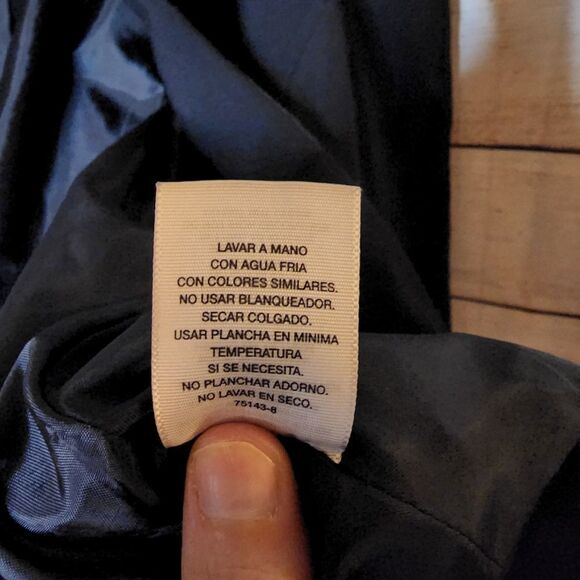 LAVAR A MANO
CON AGUA FRIA
CON COLORES SIMILARES.
NO USAR BLANQUEADOR.
SECAR COLGADO.
USAR PLANCHA EN MINIMA
TEMPERATURA
SI SE NECESITA.
NO PLANCHAR ADORNO.
NO LAVAR EN SECO.
75143-8